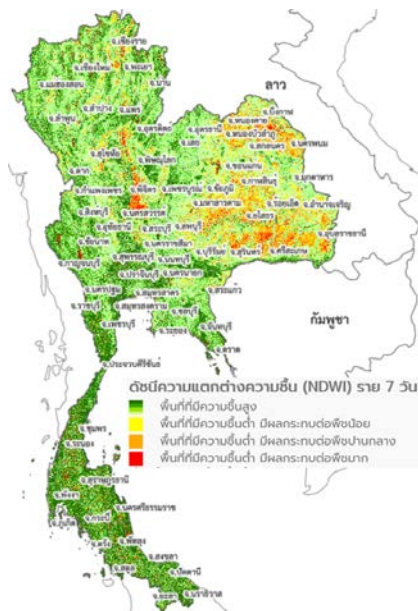 จ.เชียงราย
จ.เชียงใหม่
จ.พะเยา
จ.แม่ฮ่องสอน
จ.น่าน
ลาว
จ.ลำปาง
จ.แพร่
จ.ลำพูน
จ.อุตรดิตถ์
จ.อุดรธานี
จ.หนองคาย
จ.บึงกาฬ
จ.เลย
จ.หนองบัวลำภู
จ.สกลนคร
จ.นครพนม
จ.สุโขทัย
จ.พิษณุโลก
จ.ตาก
จ.ขอนแก่น
จ.กาฬสินธุ์
จ.มุกดาหาร
จ.กำแพงเพชร
จ.พิจิตร
จ.เพชรบูรณ์
จ.ชัยภูมิ
จ.มหาสารคาม
จ.ร้อยเอ็ด
จ.อำนาจเจริญ
จ.สิงห์บุรี
จ.นครสวรรค์
จ.ยโสธร
จ.อุทัยธานี
จ.สระบุรี
จ.ลพบุรี
จ.อุบลราชธานี
จ.ชัยนาท
จ.นครราชสีมา
จ.บุรีรัมย์
จ.สุรินทร์
จ.ศรีสะเกษ
จ.สุพรรณบุรี
จ.นนทบุรี
จ.กาญจนบุรี
จ.ปราจีนบุรี
จ.นครนายก
จ.นครปฐม
จ.สมุทรสาคร
จ.สระแก้ว
จ.ราชบุรี
จ.สมุทรสงคราม
จ.ชลบุรี
กัมพูชา
จ.เพชรบุรี
จ.ระยอง
จ.จันทบุรี
จ.ตราด
จ.ประจวบคีรีขันธ์
ดัชนีความแตกต่างความชื้น (NDWI) ราย 7 วัน
พื้นที่ที่มีความชื้นสูง
พื้นที่ที่มีความชื้นต่ำ มีผลกระทบต่อพืชน้อย
พื้นที่ที่มีความชื้นต่ำ มีผลกระทบต่อพืชปานกลาง
พื้นที่ที่มีความชื้นต่ำ มีผลกระทบต่อพืชมาก
จ.ชุมพร
จ.ระนอง
จ.สุราษฎร์ธานี
จ.พังงา
จ.นครศรีธรรมราช
จ.ภูเก็ต
จ.กระบี่
จ.ตรัง
จ.พัทลุง
จ.สงขลา
จ.สตูล
จ.ปัตตานี
จ.ยะลา
จ.นราธิวาส